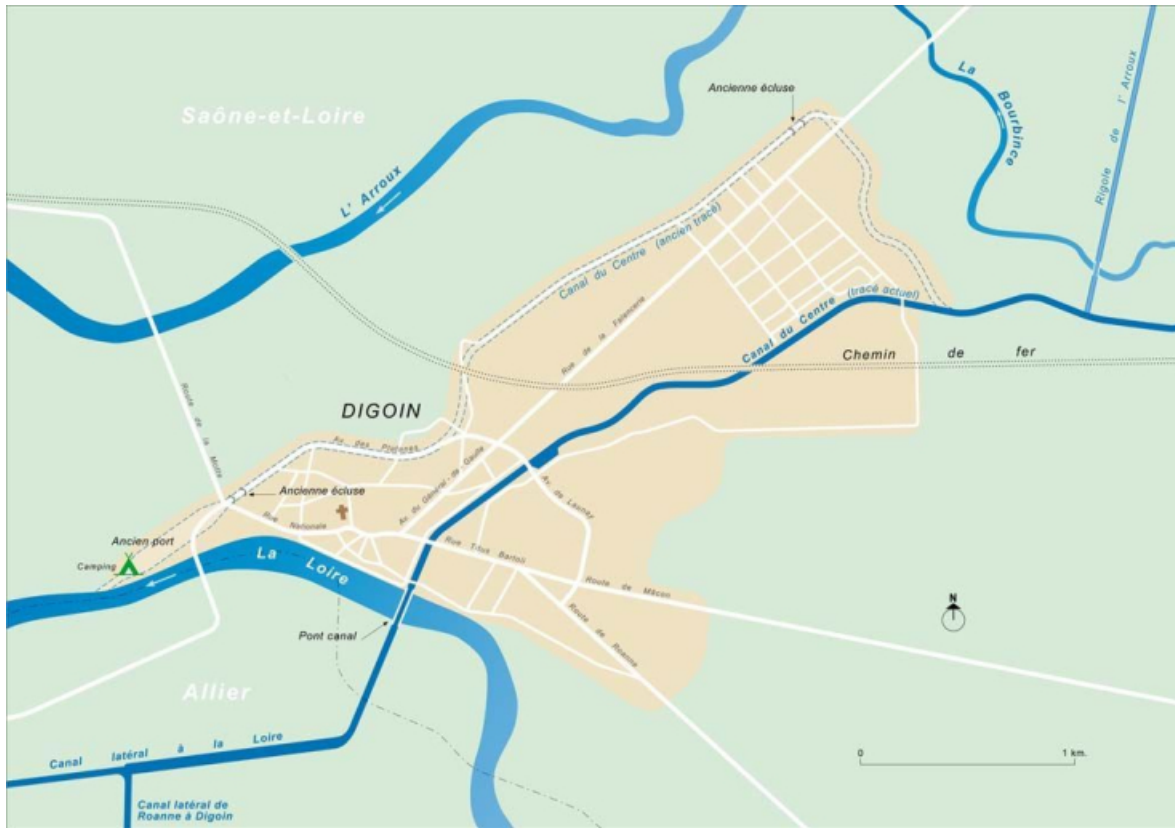 Ancienne écluse
Saône-et-Loire
La Bourbince
Rigole de l' Arroux
L' Arroux
Canal du Centre (ancien tracé)
Canal du Centre (tracé actuel)
Rue de la Faïencerie
Chemin de fer
Route de la Motte
DIGOIN
Av. des Platanes
Av. du Général-de Gaulle
Av. de Launay
Ancienne écluse
Rue Nationale
Ancien port
Camping
La Loire
Rue Titus Bartoli
Route de Mâcon
Route de Roanne
N
Pont canal
Allier
Canal latéral à la Loire
0 1 km.
Canal latéral de
Roanne à Digoin